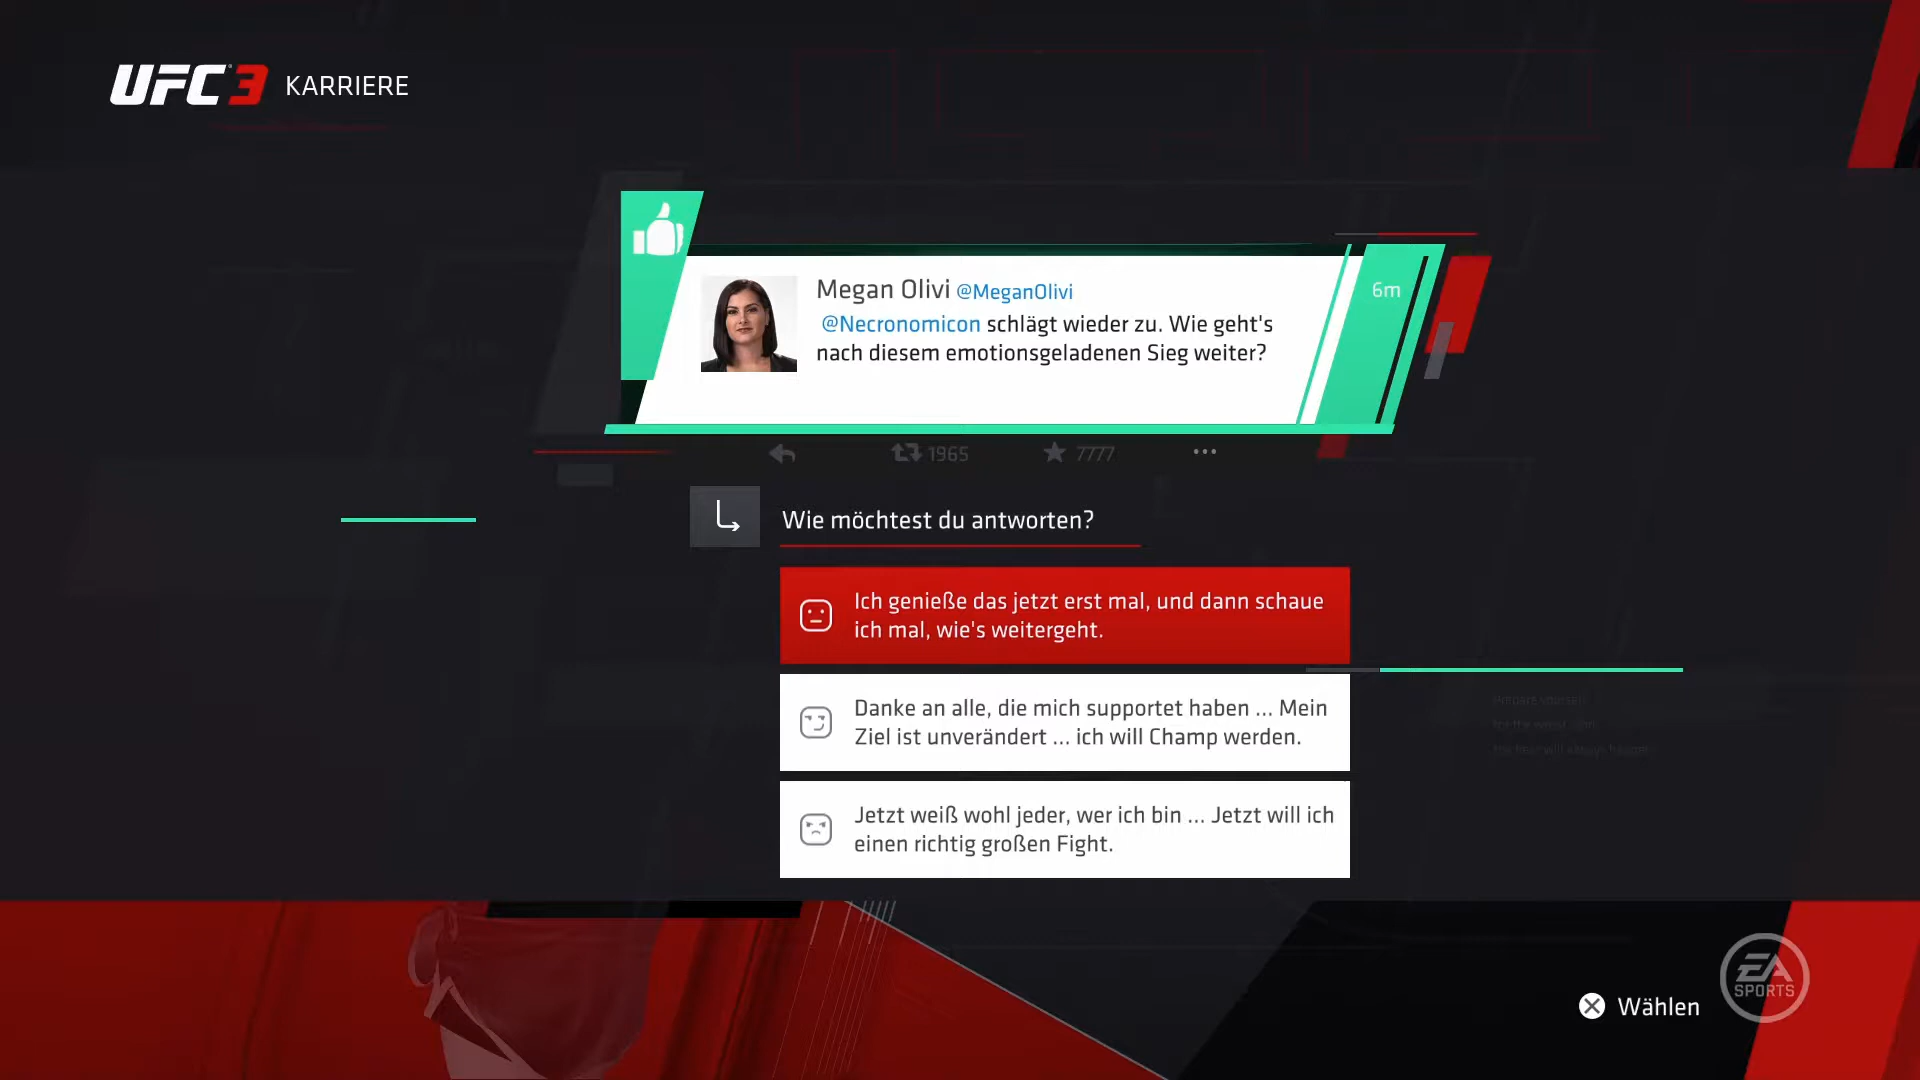 UFC 3 KARRIERE
Megan Olivi @MeganOlivi
6m
@Necronomicon schlägt wieder zu. Wie geht's
nach diesem emotionsgeladenen Sieg weiter?
1965
7777
Wie möchtest du antworten?
Ich genieße das jetzt erst mal, und dann schaue
ich mal, wie's weitergeht.
Danke an alle, die mich supportet haben ... Mein
Ziel ist unverändert ... ich will Champ werden.
Jetzt weiß wohl jeder, wer ich bin ... Jetzt will ich
einen richtig großen Fight.
Wählen
EA
SPORTS